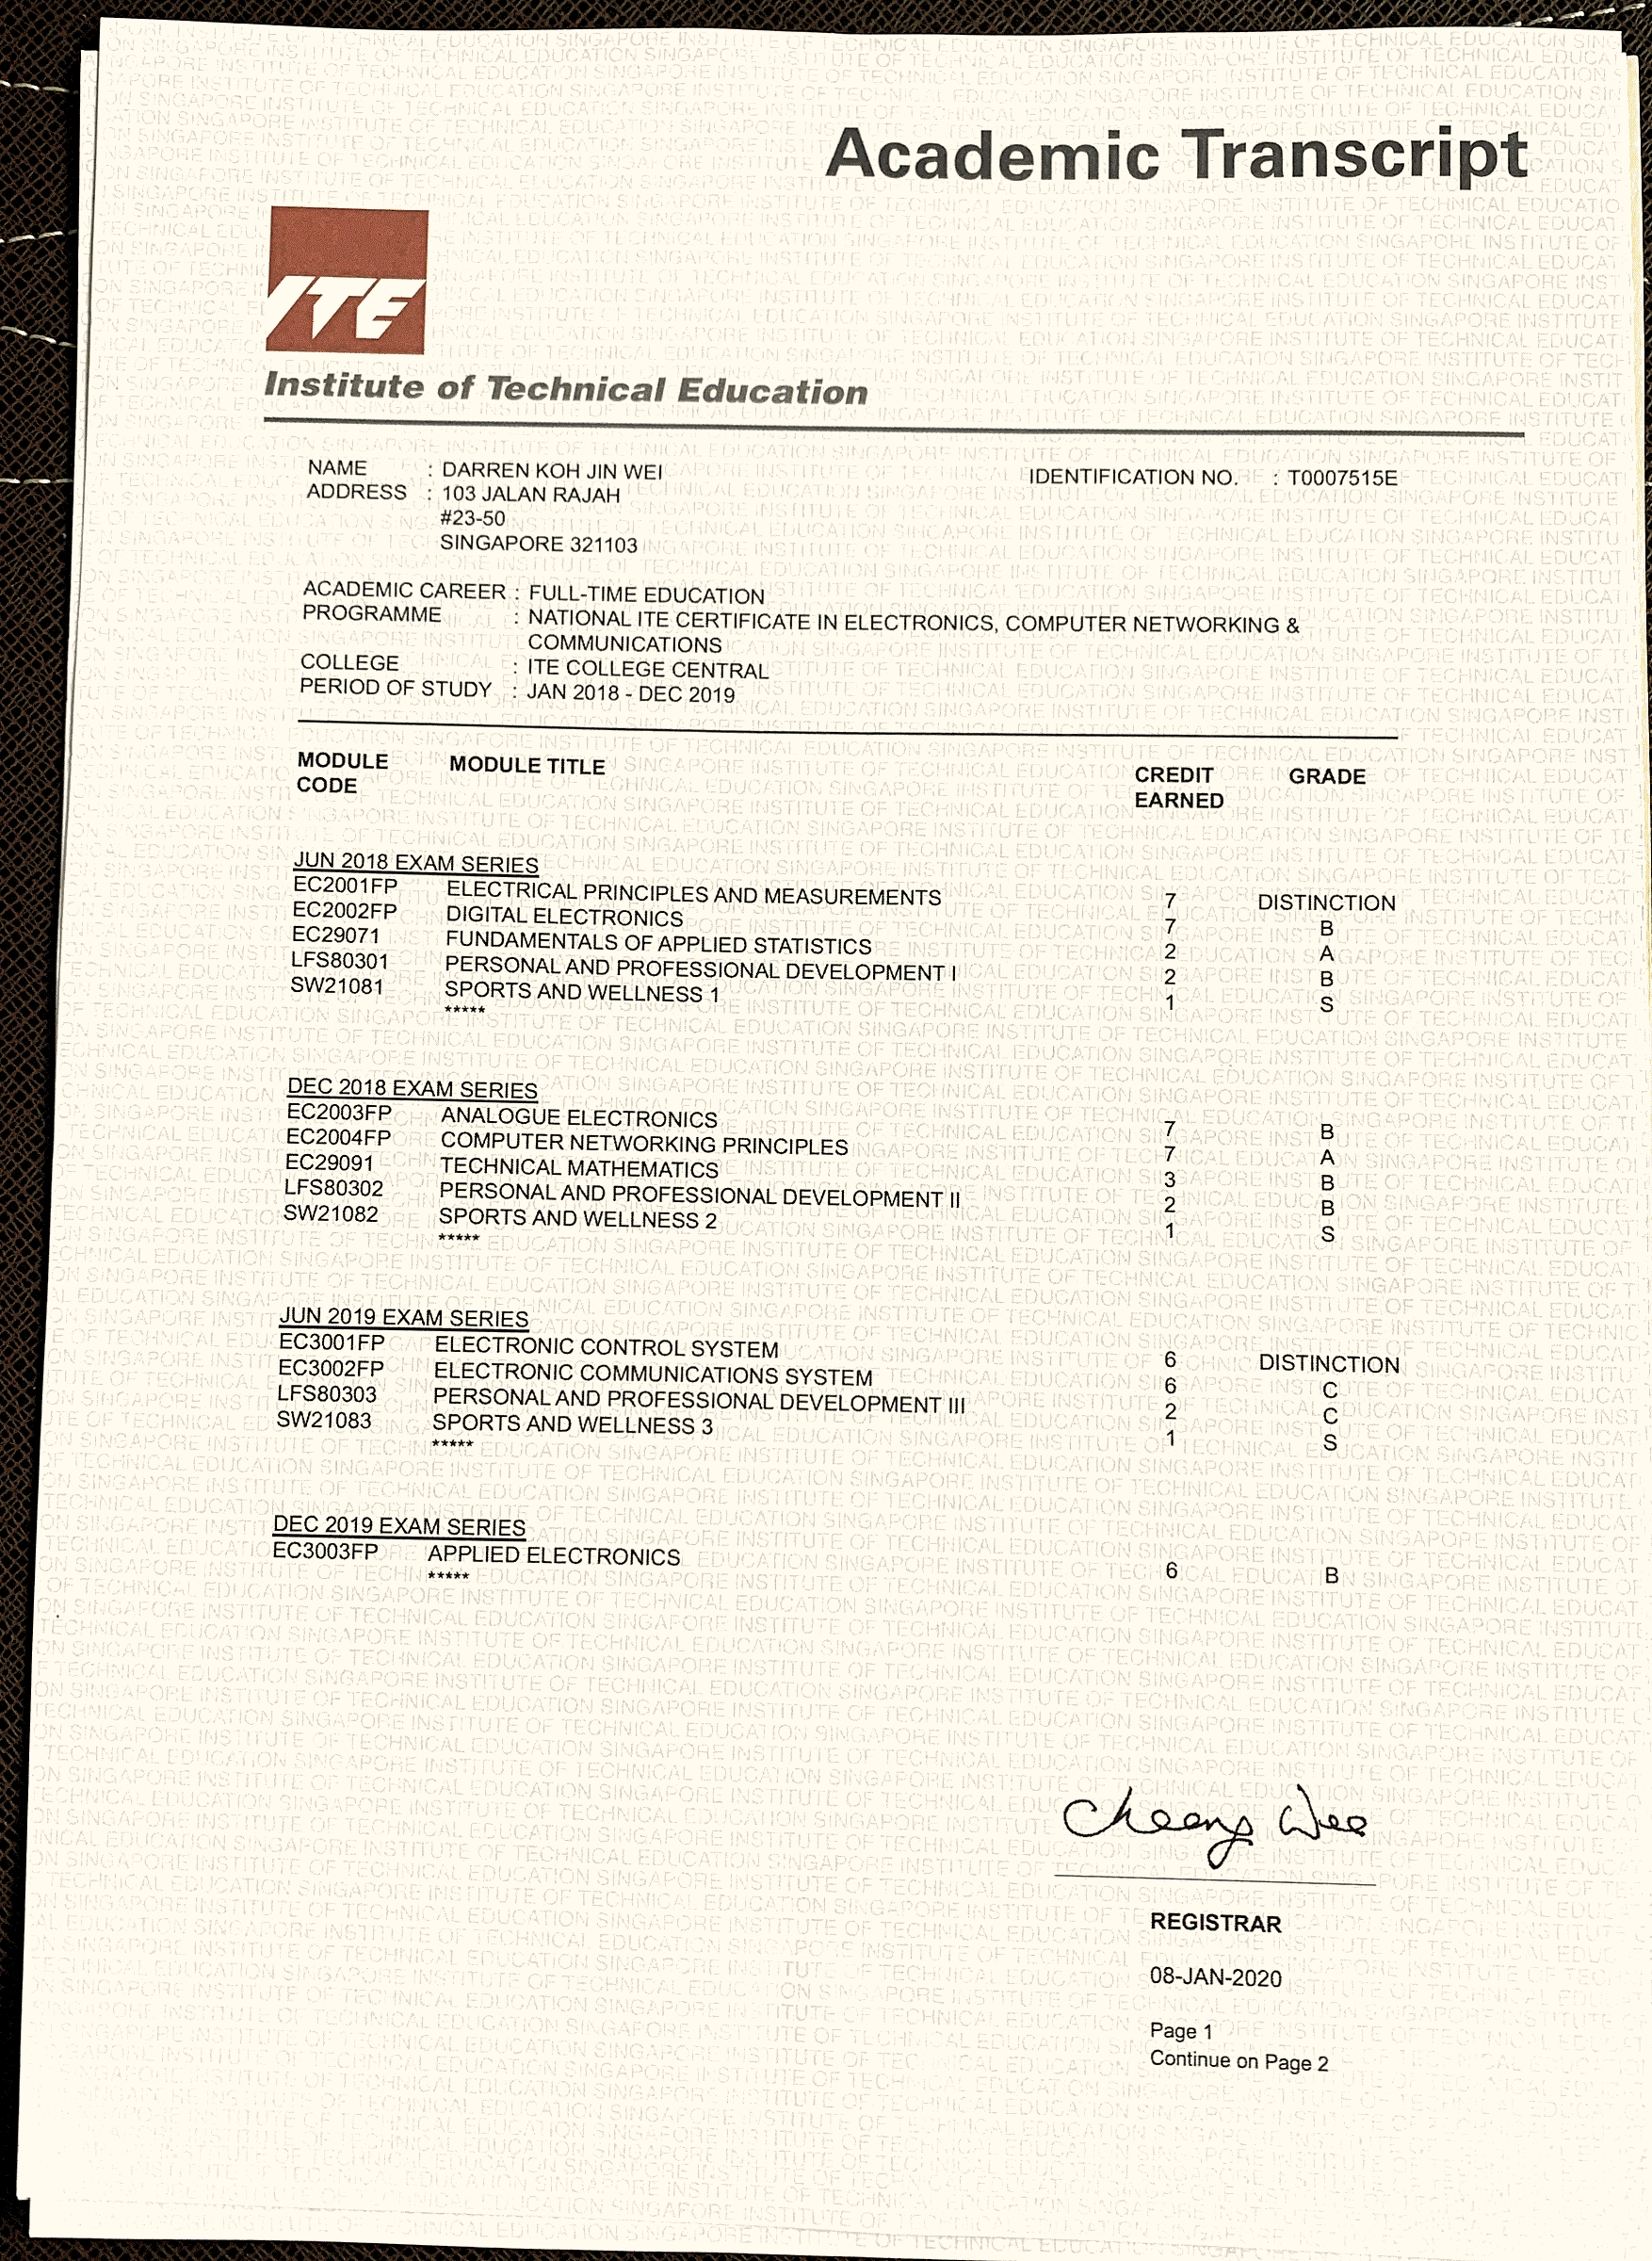 Academic Transcript
ITE
Institute of Technical Education
NAME : DARREN KOH JIN WEI IDENTIFICATION NO. : T0007515E
ADDRESS : 103 JALAN RAJAH
#23-50
SINGAPORE 321103
ACADEMIC CAREER : FULL-TIME EDUCATION
PROGRAMME : NATIONAL ITE CERTIFICATE IN ELECTRONICS, COMPUTER NETWORKING &
COMMUNICATIONS
COLLEGE : ITE COLLEGE CENTRAL
PERIOD OF STUDY : JAN 2018 - DEC 2019
MODULE MODULE TITLE CREDIT GRADE
CODE EARNED
JUN 2018 EXAM SERIES
EC2001FP ELECTRICAL PRINCIPLES AND MEASUREMENTS 7 DISTINCTION
EC2002FP DIGITAL ELECTRONICS 7 B
EC29071 FUNDAMENTALS OF APPLIED STATISTICS 2 A
LFS80301 PERSONAL AND PROFESSIONAL DEVELOPMENT I 2 B
SW21081 SPORTS AND WELLNESS 1 1 S
*****
DEC 2018 EXAM SERIES
EC2003FP ANALOGUE ELECTRONICS 7 B
EC2004FP COMPUTER NETWORKING PRINCIPLES 7 A
EC29091 TECHNICAL MATHEMATICS 3 B
LFS80302 PERSONAL AND PROFESSIONAL DEVELOPMENT II 2 B
SW21082 SPORTS AND WELLNESS 2 1 S
*****
JUN 2019 EXAM SERIES
EC3001FP ELECTRONIC CONTROL SYSTEM 6 DISTINCTION
EC3002FP ELECTRONIC COMMUNICATIONS SYSTEM 6 C
LFS80303 PERSONAL AND PROFESSIONAL DEVELOPMENT III 2 C
SW21083 SPORTS AND WELLNESS 3 1 S
*****
DEC 2019 EXAM SERIES
EC3003FP APPLIED ELECTRONICS 6 B
*****
Cheong Wee
REGISTRAR
08-JAN-2020
Page 1
Continue on Page 2